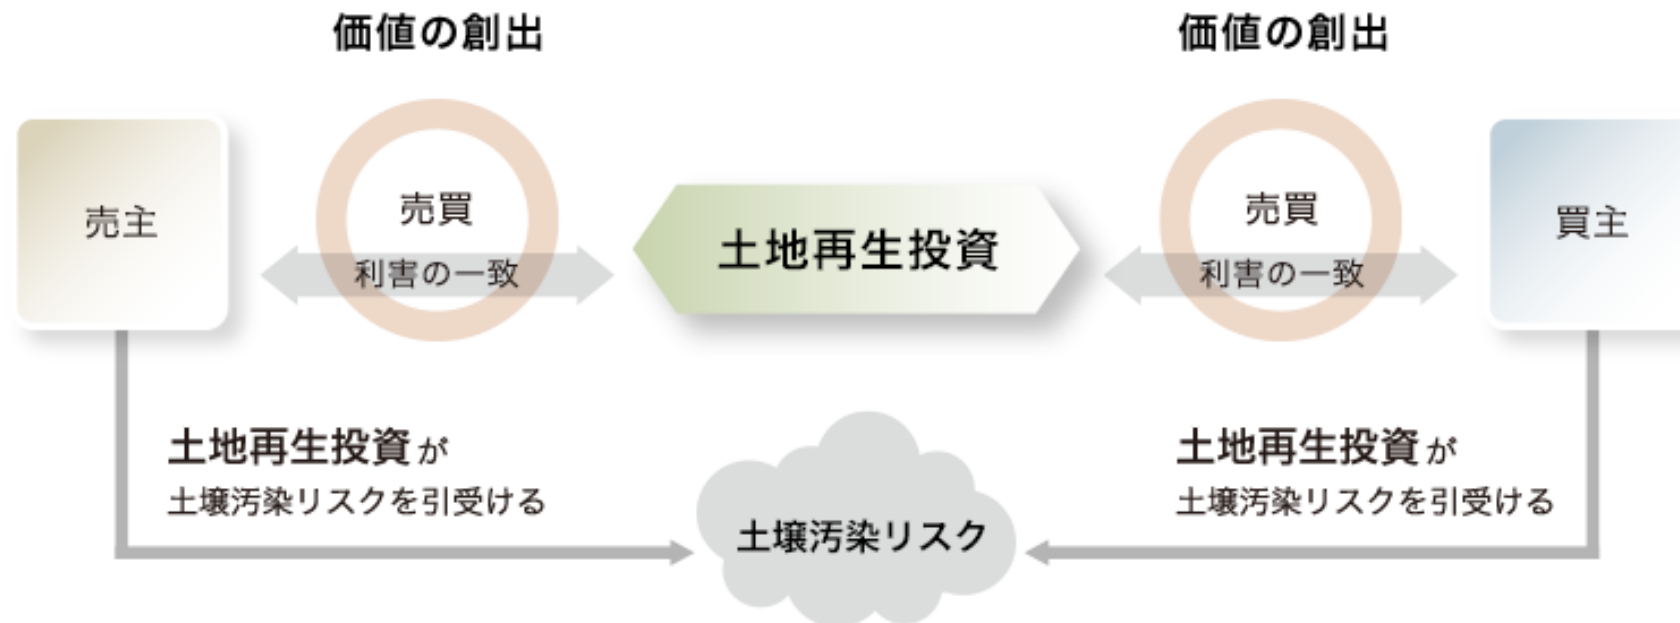 価値の創出
価値の創出
売主
売買
利害の一致
土地再生投資
売買
利害の一致
買主
土地再生投資が
土壌汚染リスクを引受ける
土壌汚染リスク
土地再生投資が
土壌汚染リスクを引受ける